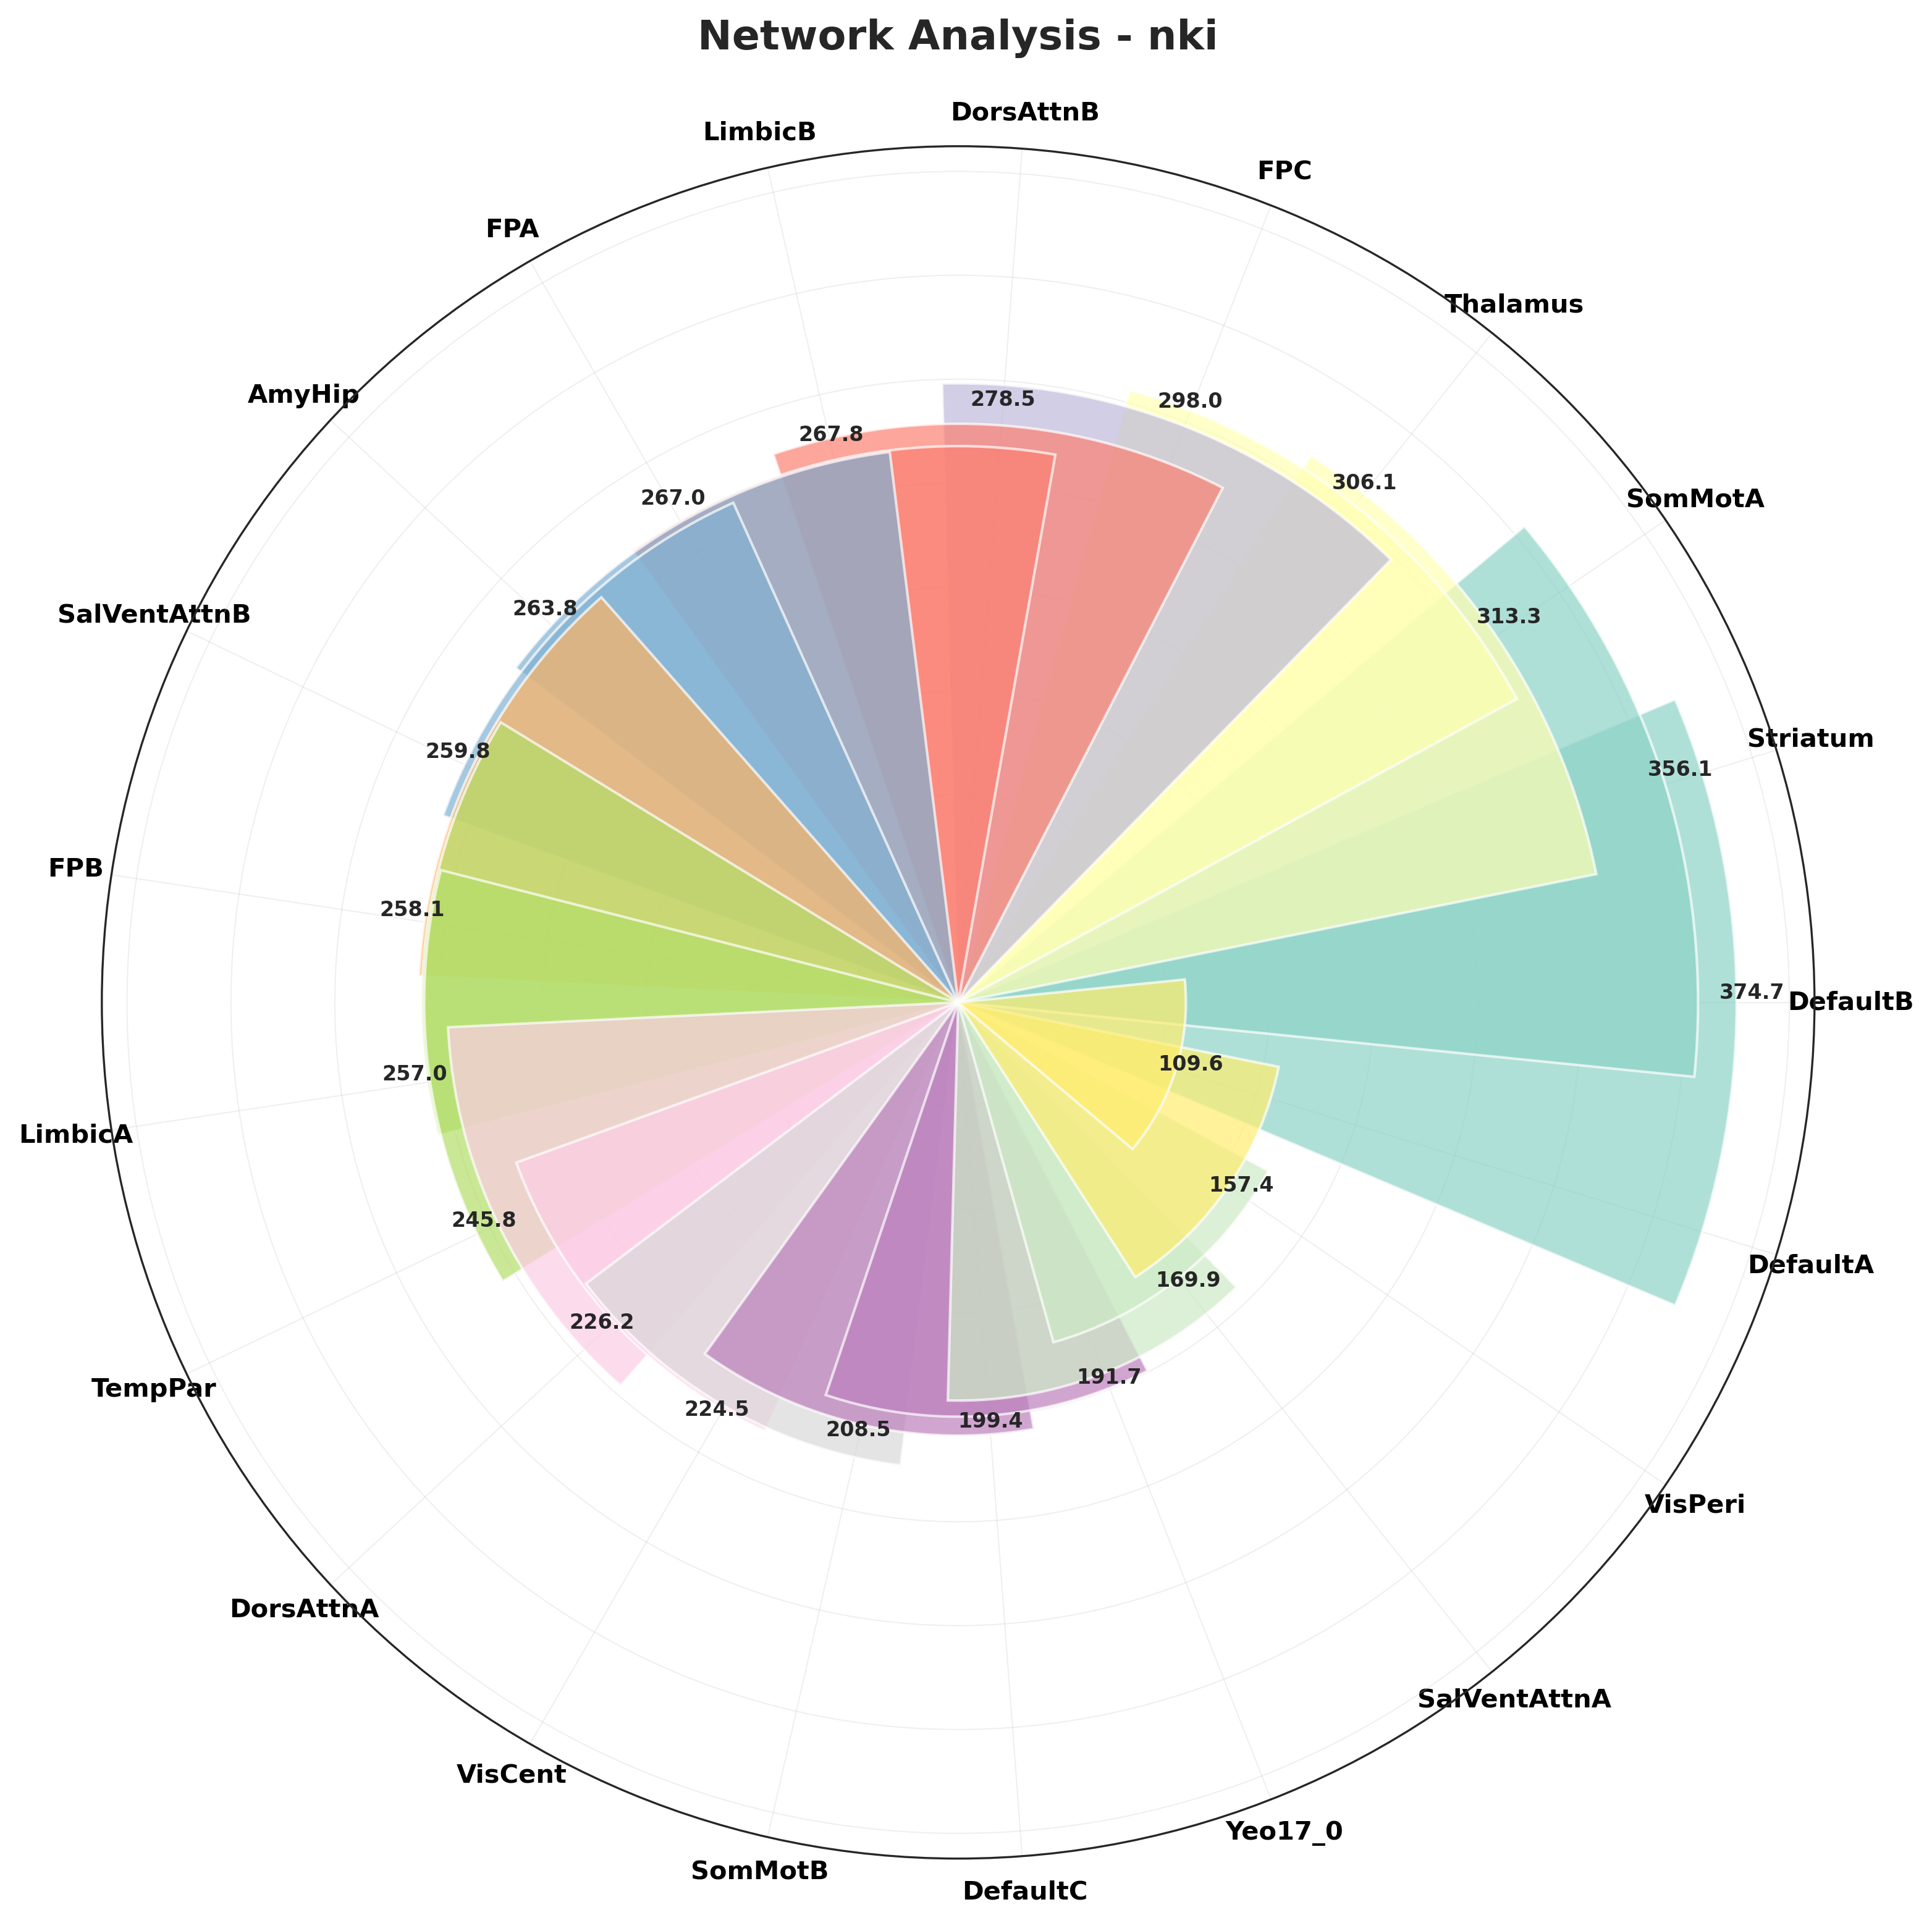 Network Analysis - nki
DorsAttnB
LimbicB
FPC
FPA
Thalamus
AmyHip
SomMotA
SalVentAttnB
Striatum
FPB
DefaultB
LimbicA
DefaultA
TempPar
VisPeri
DorsAttnA
SalVentAttnA
VisCent
Yeo17_0
SomMotB
DefaultC
278.5
298.0
267.8
306.1
267.0
263.8
313.3
259.8
356.1
258.1
374.7
109.6
257.0
157.4
245.8
169.9
226.2
191.7
224.5
199.4
208.5